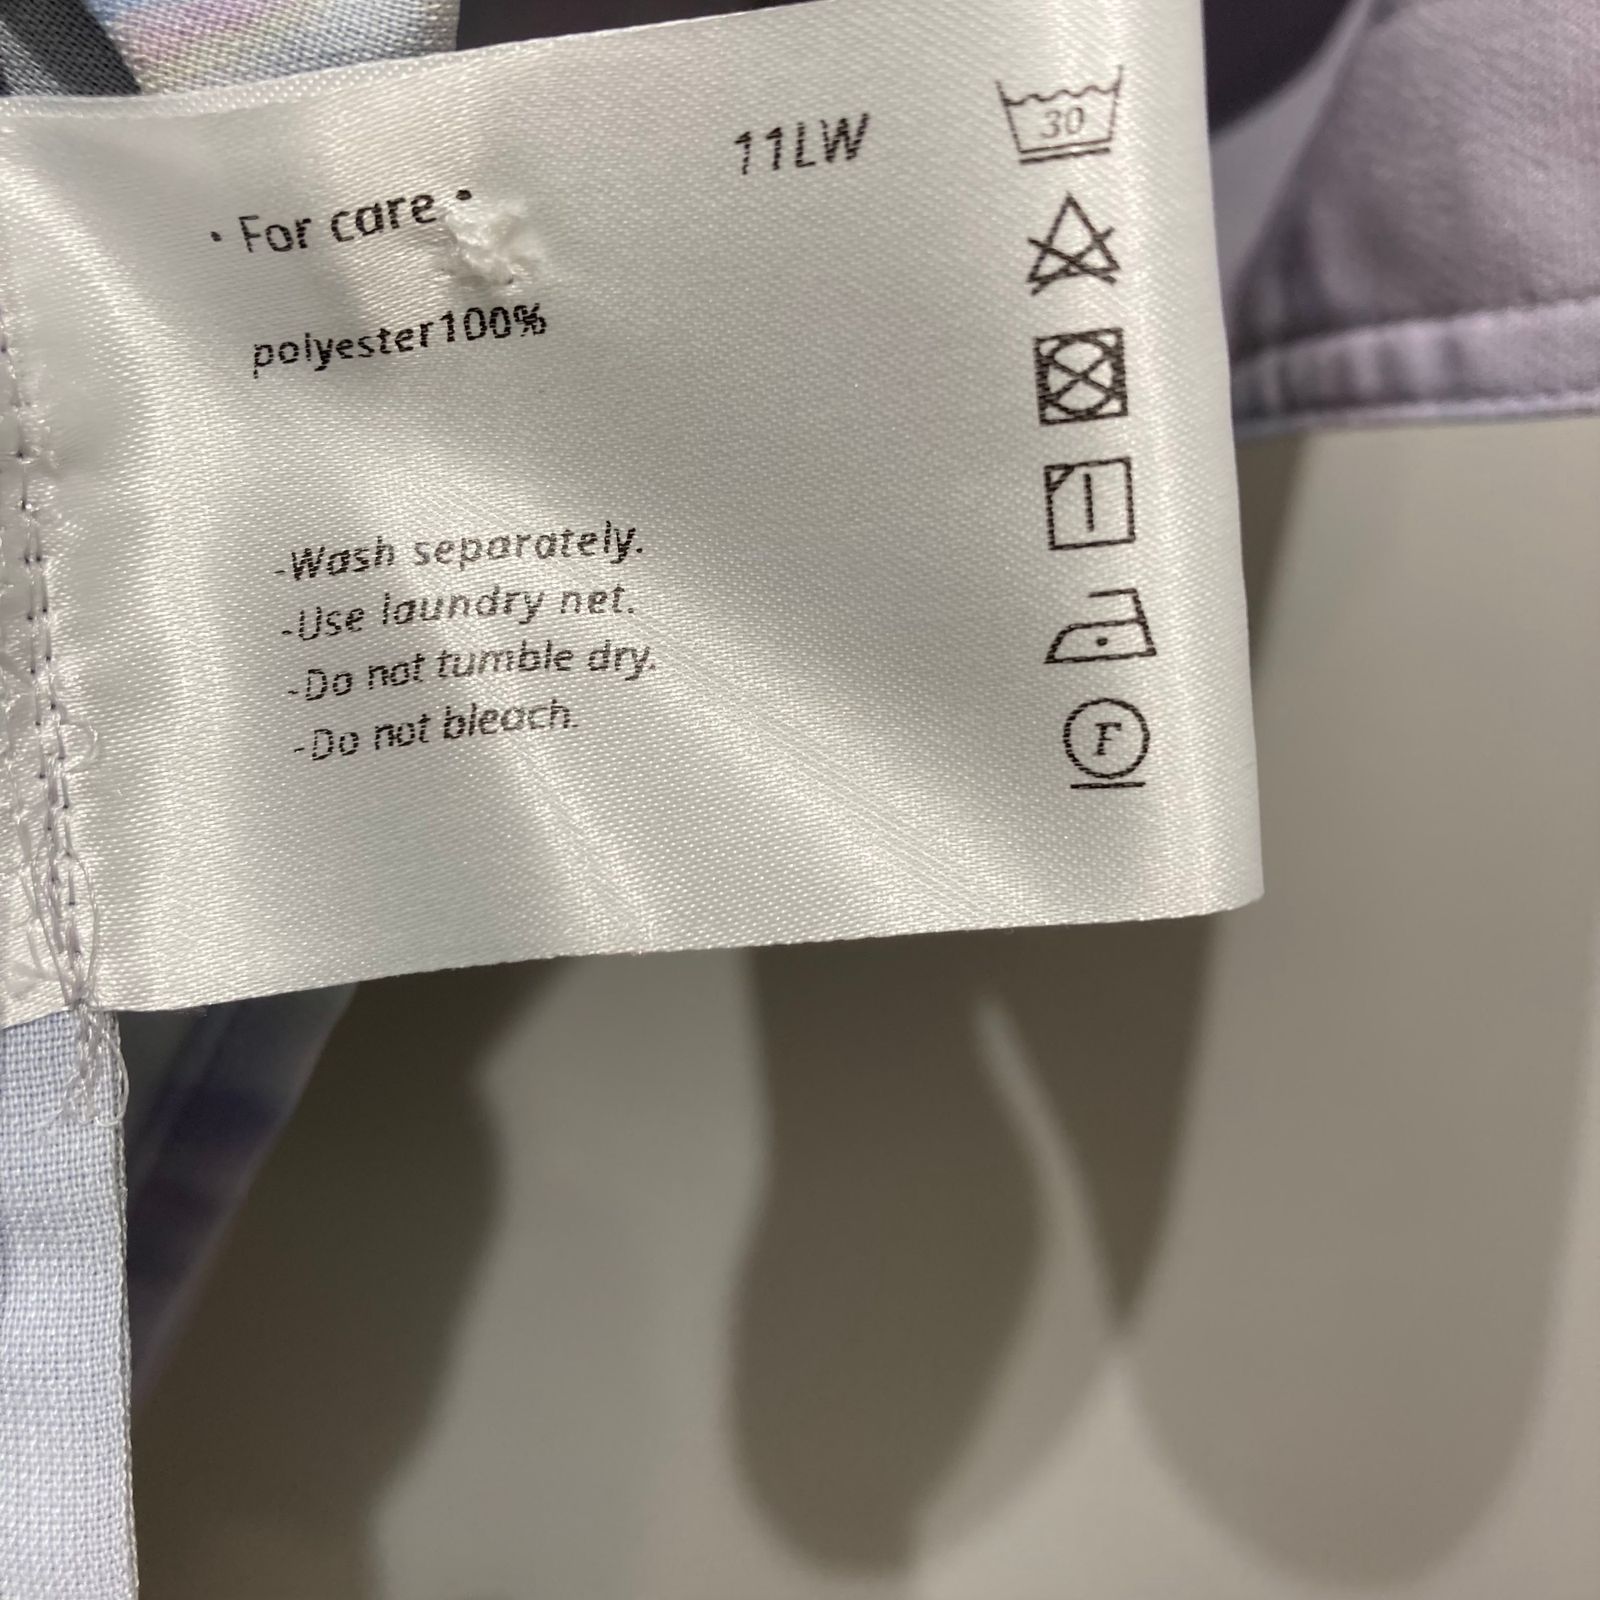 11LW
30
• For care •
polyester100%
-Wash separately.
-Use laundry net.
-Do not tumble dry.
-Do not bleach.
F